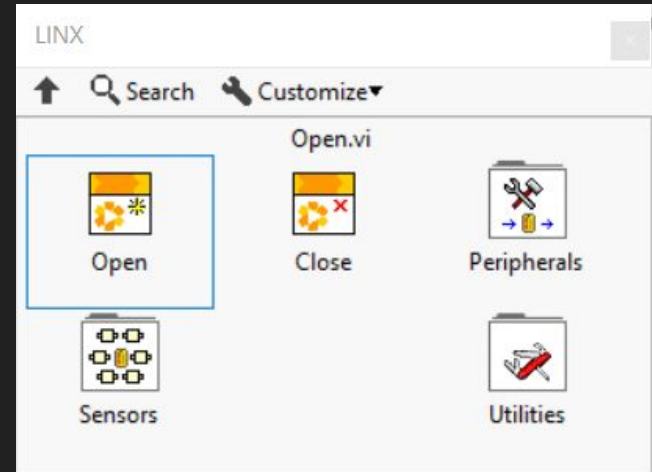 LINX
Search Customize
Open.vi
Open Close Peripherals
Sensors Utilities